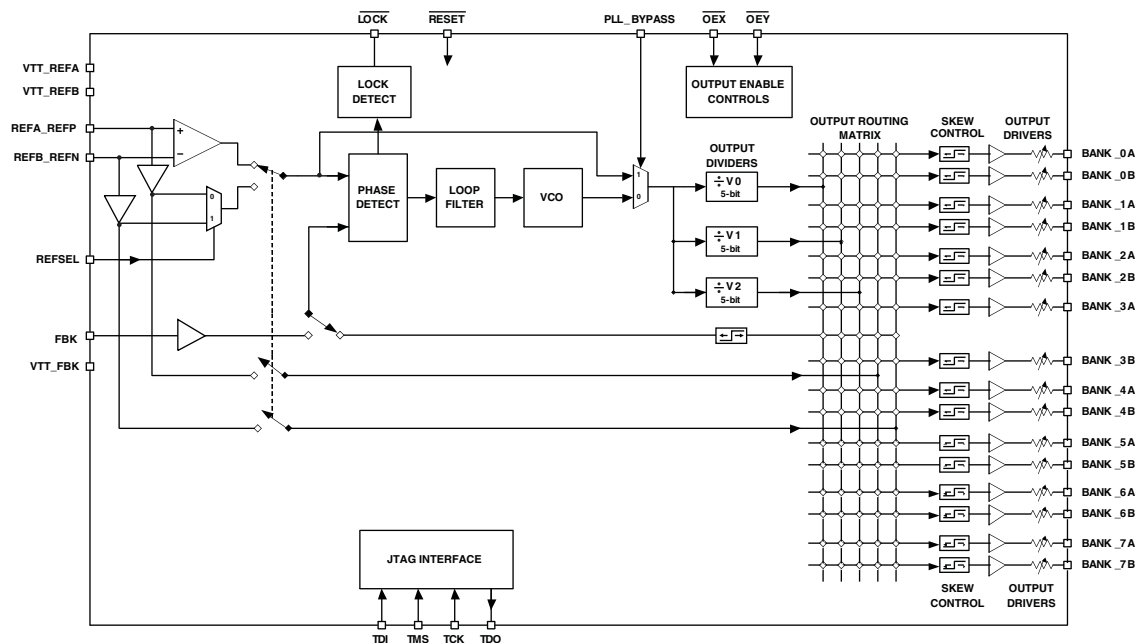 LOCK
RESET
PLL_BYPASS
OEX
OEY
VTT_REFA
VTT_REFB
REFA_REFP
REFB_REFN
REFSEL
FBK
VTT_FBK
+
−
0
1
LOCK
DETECT
PHASE
DETECT
LOOP
FILTER
VCO
1
0
OUTPUT ENABLE
CONTROLS
OUTPUT
DIVIDERS
÷ V0
5-bit
÷ V1
5-bit
÷ V2
5-bit
OUTPUT ROUTING
MATRIX
SKEW
CONTROL
OUTPUT
DRIVERS
BANK_0A
BANK_0B
BANK_1A
BANK_1B
BANK_2A
BANK_2B
BANK_3A
BANK_3B
BANK_4A
BANK_4B
BANK_5A
BANK_5B
BANK_6A
BANK_6B
BANK_7A
BANK_7B
SKEW
CONTROL
OUTPUT
DRIVERS
JTAG INTERFACE
TDI
TMS
TCK
TDO